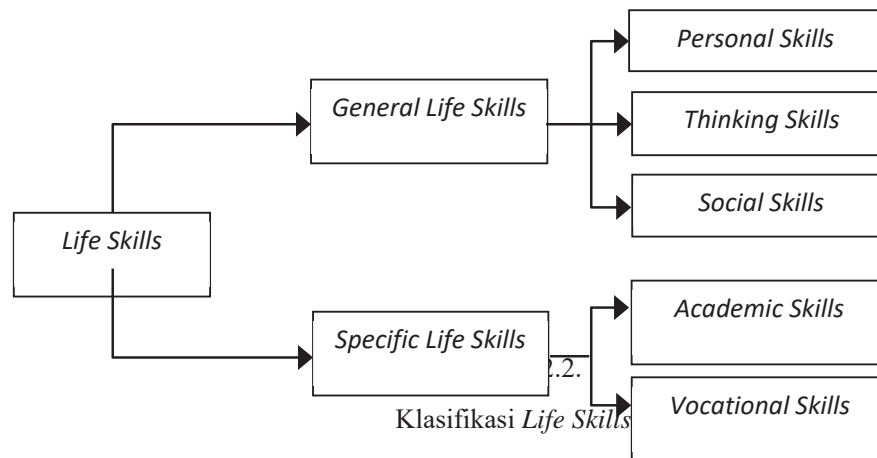 Personal Skills
General Life Skills
Thinking Skills
Social Skills
Life Skills
Academic Skills
Specific Life Skills
2.2.
Vocational Skills
Klasifikasi Life Skills